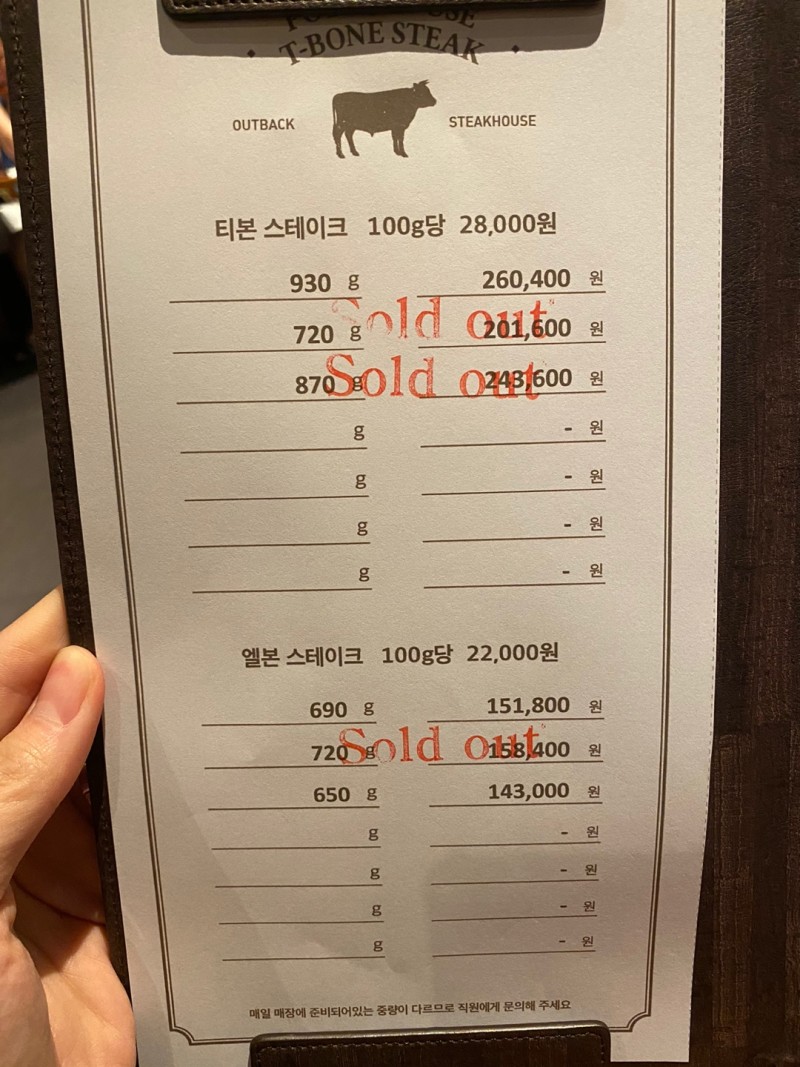 T-BONE STEAK
OUTBACK STEAKHOUSE
티본 스테이크 100g당 28,000원
930 g 260,400 원
Sold out
720 g 201,600 원
Sold out
870 g 243,600 원
g - 원
g - 원
g - 원
g - 원
엘본 스테이크 100g당 22,000원
690 g 151,800 원
Sold out
720 g 158,400 원
650 g 143,000 원
g - 원
g - 원
g - 원
g - 원
매일 매장에 준비되어있는 중량이 다르므로 직원에게 문의해 주세요